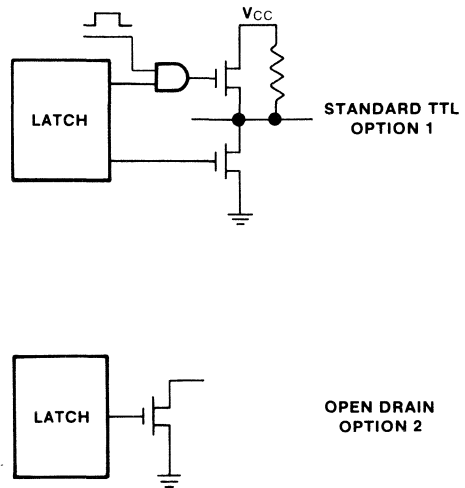 VCC
LATCH
STANDARD TTL
OPTION 1
LATCH
OPEN DRAIN
OPTION 2